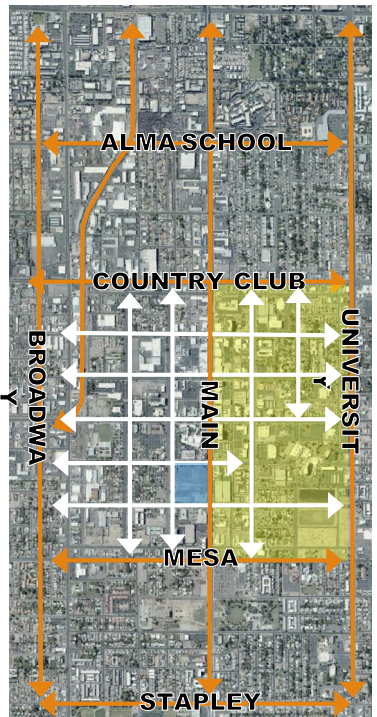 ALMA SCHOOL
COUNTRY CLUB
BROADWA
Y
MAIN
UNIVERSIT
Y
MESA
STAPLEY